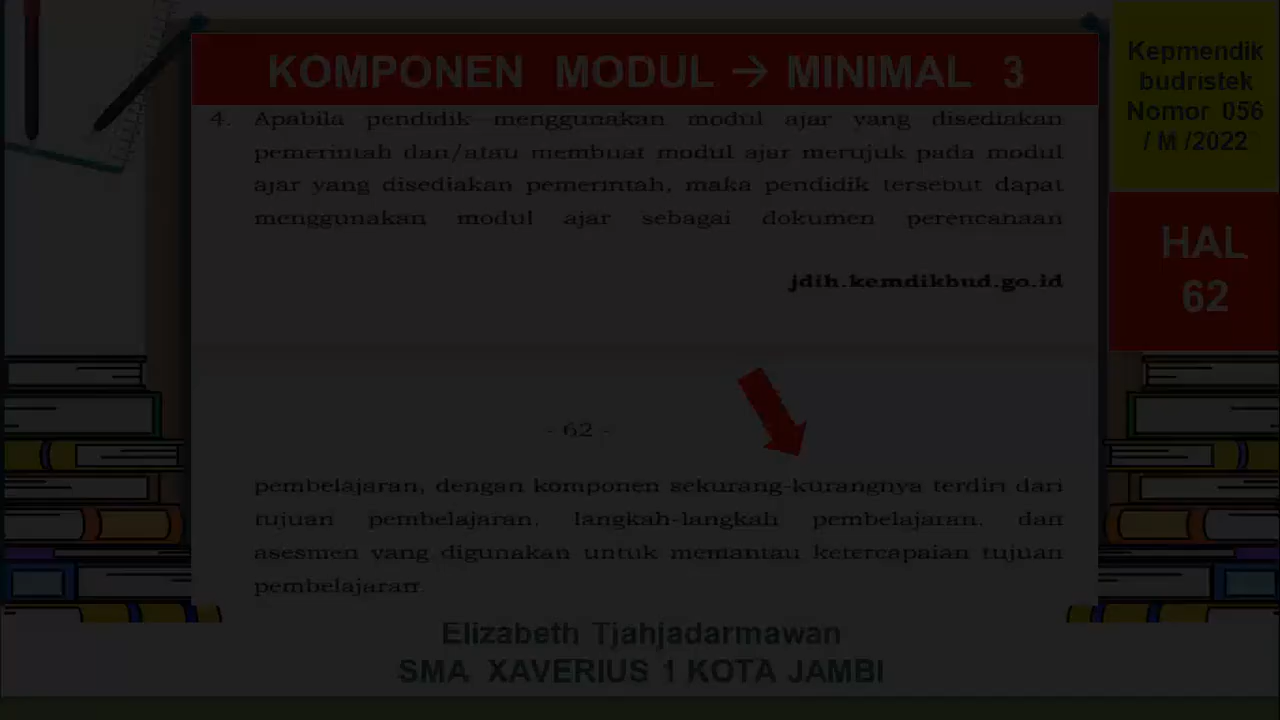 KOMPONEN MODUL → MINIMAL 3
4. Apabila pendidik menggunakan modul ajar yang disediakan
pemerintah dan/atau membuat modul ajar merujuk pada modul
ajar yang disediakan pemerintah, maka pendidik tersebut dapat
menggunakan modul ajar sebagai dokumen perencanaan
jdih.kemdikbud.go.id
- 62 -
pembelajaran, dengan komponen sekurang-kurangnya terdiri dari
tujuan pembelajaran, langkah-langkah pembelajaran, dan
asesmen yang digunakan untuk memantau ketercapaian tujuan
pembelajaran.
Kepmendik
budristek
Nomor 056
/ M /2022
HAL
62
Elizabeth Tjahjadarmawan
SMA XAVERIUS 1 KOTA JAMBI